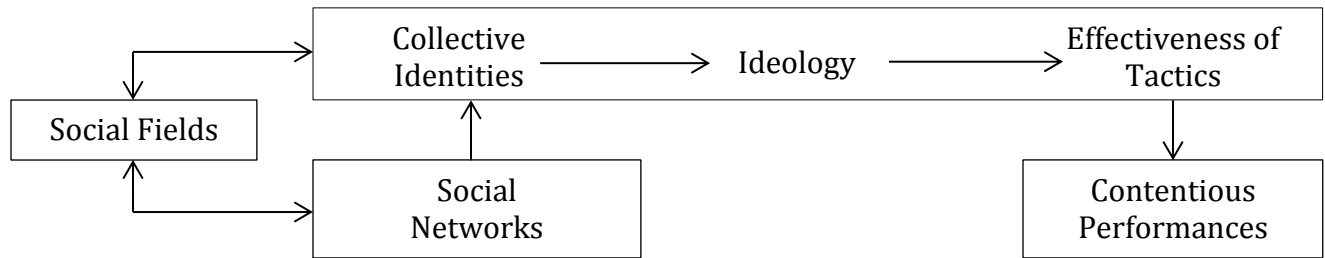 Collective
Identities
Ideology
Effectiveness of
Tactics
Social Fields
Social
Networks
Contentious
Performances